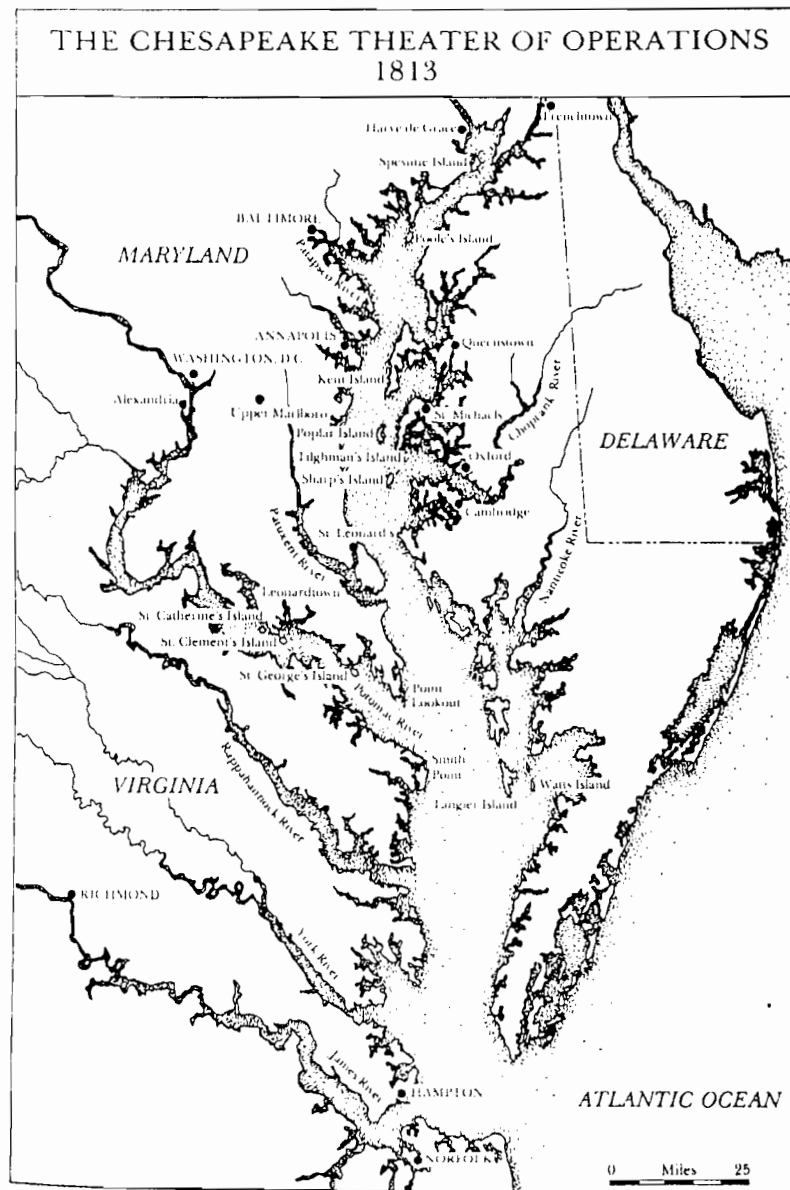 THE CHESAPEAKE THEATER OF OPERATIONS
1813
Frenchtown
Havre de Grace
Spesutie Island
BALTIMORE
Poole's Island
MARYLAND
Patapsco River
ANNAPOLIS
Queenstown
WASHINGTON, D.C.
Kent Island
Alexandria
Upper Marlboro
St. Michaels
Choptank River
Poplar Island
DELAWARE
Tilghman's Island
Oxford
Sharp's Island
Cambridge
St. Leonard's
Patuxent River
Nanticoke River
Leonardtown
St. Catherine's Island
St. Clement's Island
St. George's Island
Potomac River
Point
Lookout
Smith
Point
VIRGINIA
Rappahannock River
Tangier Island
Watts Island
RICHMOND
York River
James River
HAMPTON
ATLANTIC OCEAN
NORFOLK
0 Miles 25